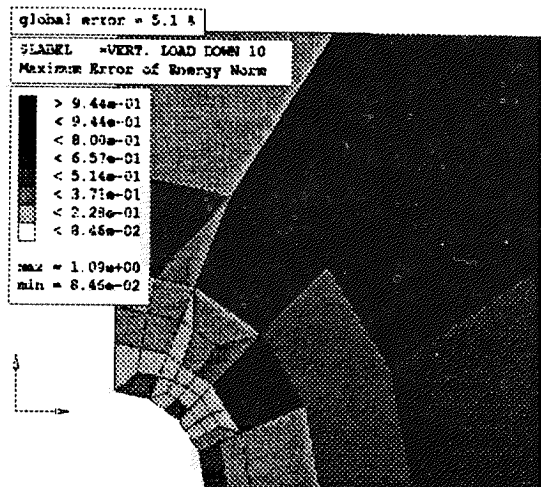 global error = 5.1 %
SLABEL =VERT. LOAD DOWN 10
Maximum Error of Energy Norm
> 9.44e-01
< 9.44e-01
< 8.00e-01
< 6.57e-01
< 5.14e-01
< 3.71e-01
< 2.28e-01
< 8.46e-02
max = 1.09e+00
min = 8.46e-02